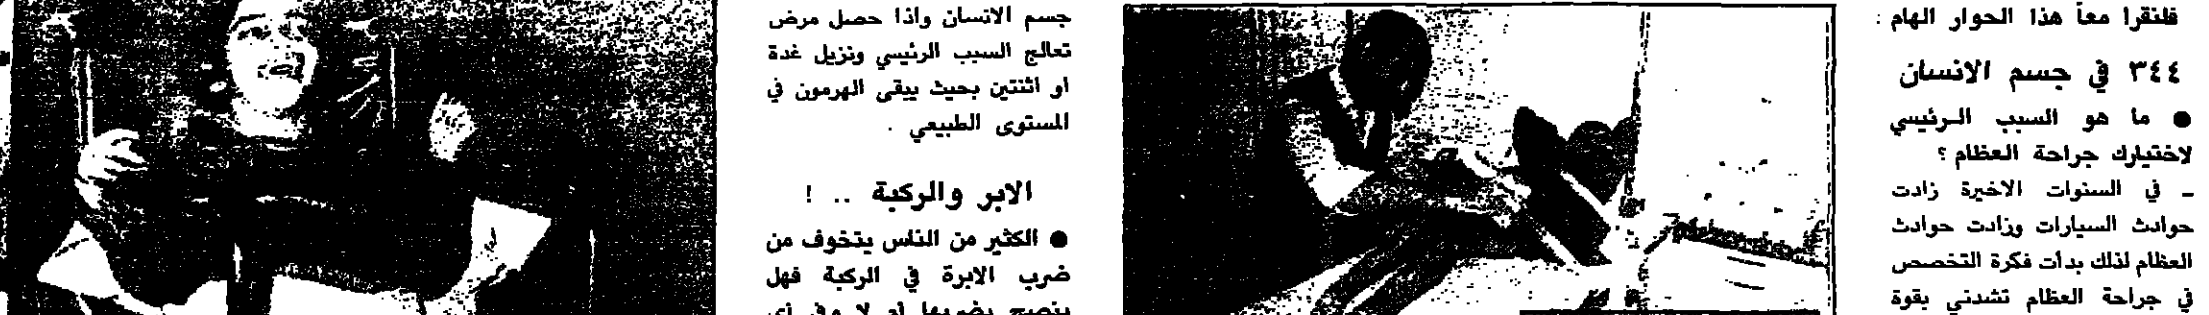 فلنقرا معاً هذا الحوار الهام :
٣٤٤ في جسم الانسان
● ما هو السبب الرئيسي
لاختيارك جراحة العظام ؟
ـ في السنوات الاخيرة زادت
حوادث السيارات وزادت حوادث
العظام لذلك بدأت فكرة التخصص
في جراحة العظام تشدني بقوة
جسم الانسان واذا حصل مرض
تعالج السبب الرئيسي ونزيل غدة
او اثنتين بحيث يبقى الهرمون في
المستوى الطبيعي .
الابر والركبة .. !
● الكثير من الناس يتخوف من
ضرب الابرة في الركبة فهل